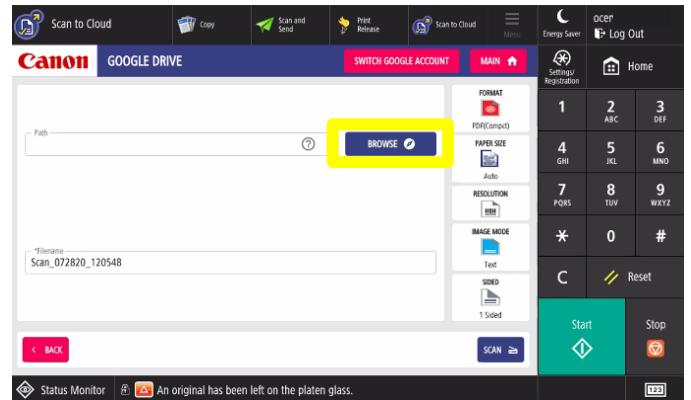 Scan to Cloud
Copy
Scan and
Send
Print
Release
Scan to Cloud
Menu
Energy Saver
ocer
Log Out
Canon
GOOGLE DRIVE
SWITCH GOOGLE ACCOUNT
MAIN
Settings/
Registration
Home
FORMAT
PDF(Compct)
Path
?
BROWSE
PAPER SIZE
Auto
RESOLUTION
IMAGE MODE
Text
*Filename
Scan_072820_120548
SIDED
1 Sided
1
2
ABC
3
DEF
4
GHI
5
JKL
6
MNO
7
PQRS
8
TUV
9
WXYZ
*
0
#
C
Reset
Start
Stop
< BACK
SCAN
Status Monitor
An original has been left on the platen glass.
123